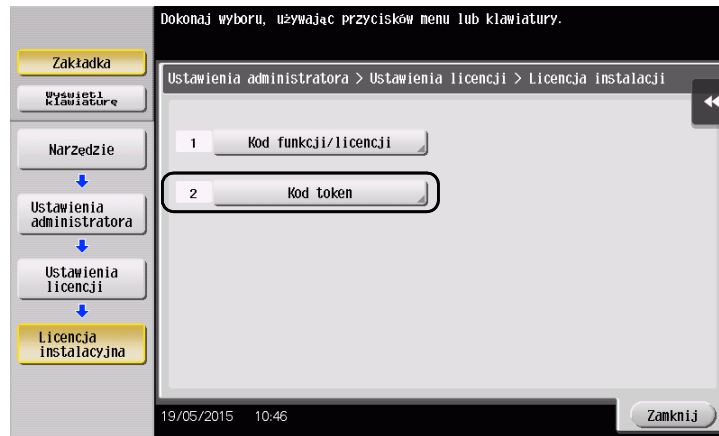 Dokonaj wyboru, używając przycisków menu lub klawiatury.
Zakładka
Wyświetl
klawiaturę
Ustawienia administratora > Ustawienia licencji > Licencja instalacji
Narzędzie
1 Kod funkcji/licencji
2 Kod token
Ustawienia
administratora
Ustawienia
licencji
Licencja
instalacyjna
19/05/2015 10:46
Zamknij